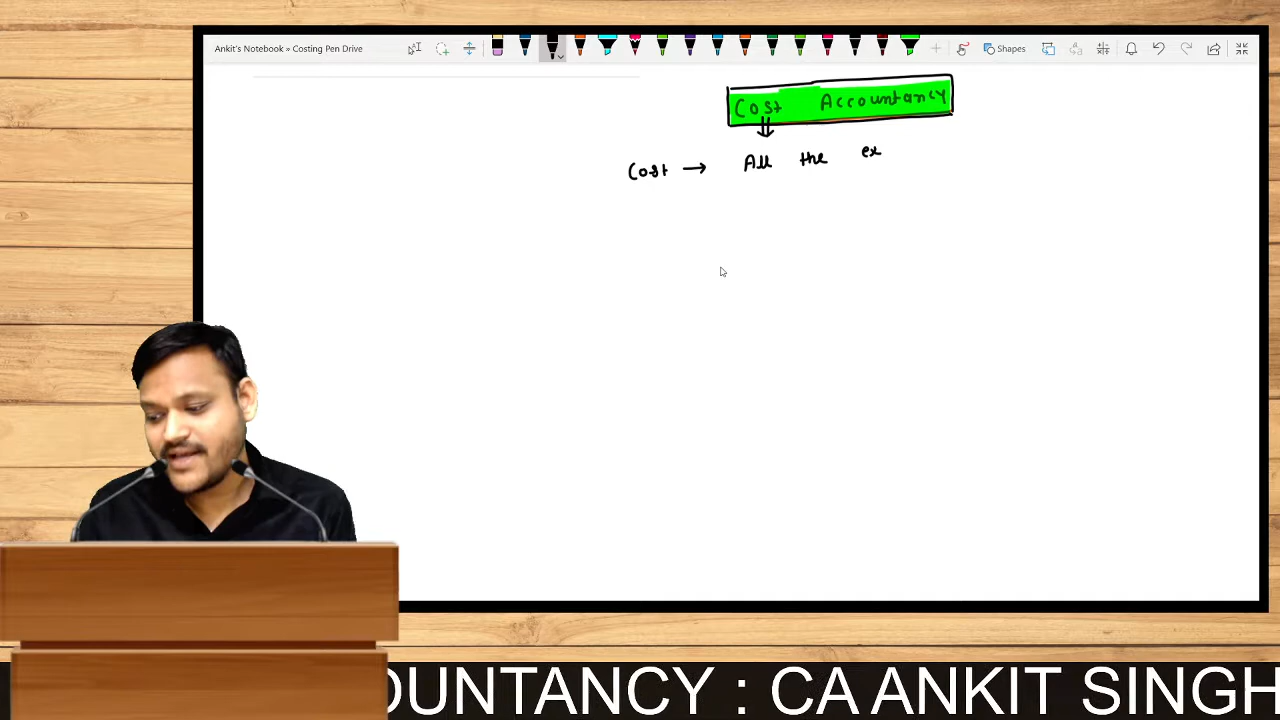 Ankit's Notebook » Costing Pen Drive
Shapes
Cost Accountancy
Cost → All the ex
OUNTANCY : CA ANKIT SINGH